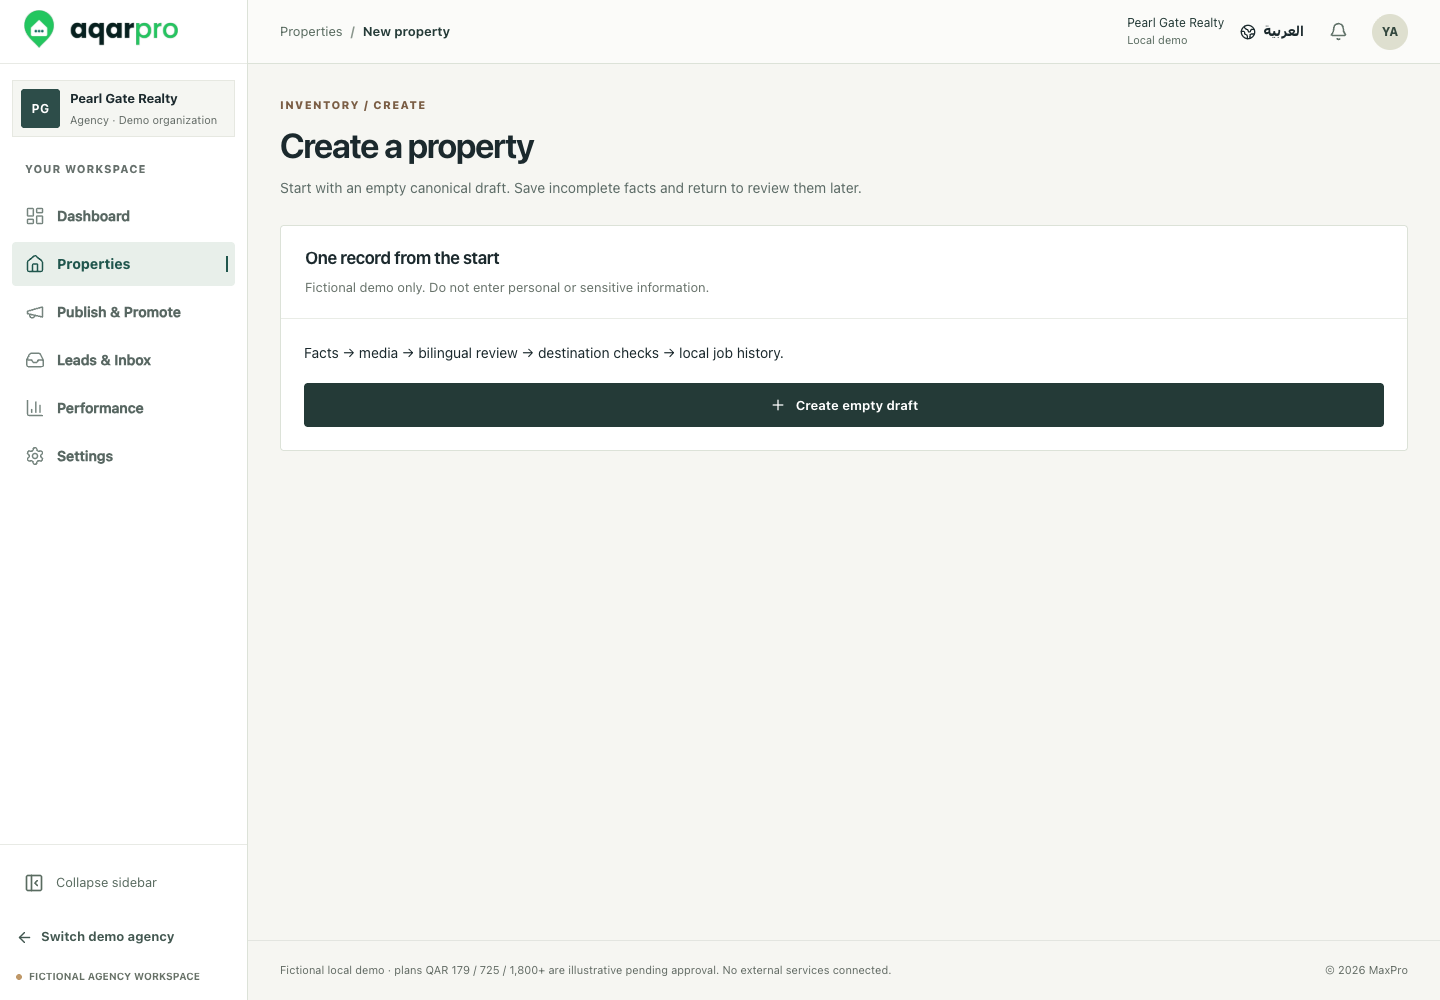 aqarpro
Properties / New property
Pearl Gate Realty
Local demo
العربية
YA
PG
Pearl Gate Realty
Agency · Demo organization
YOUR WORKSPACE
Dashboard
Properties
Publish & Promote
Leads & Inbox
Performance
Settings
Collapse sidebar
Switch demo agency
FICTIONAL AGENCY WORKSPACE
INVENTORY / CREATE
Create a property
Start with an empty canonical draft. Save incomplete facts and return to review them later.
One record from the start
Fictional demo only. Do not enter personal or sensitive information.
Facts → media → bilingual review → destination checks → local job history.
Create empty draft
Fictional local demo · plans QAR 179 / 725 / 1,800+ are illustrative pending approval. No external services connected.
© 2026 MaxPro